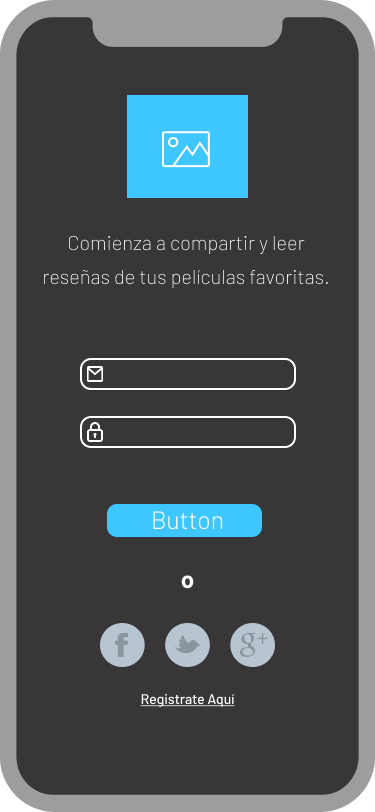 Comienza a compartir y leer
reseñas de tus películas favoritas.
Button
o
f
g+
Registrate Aquí